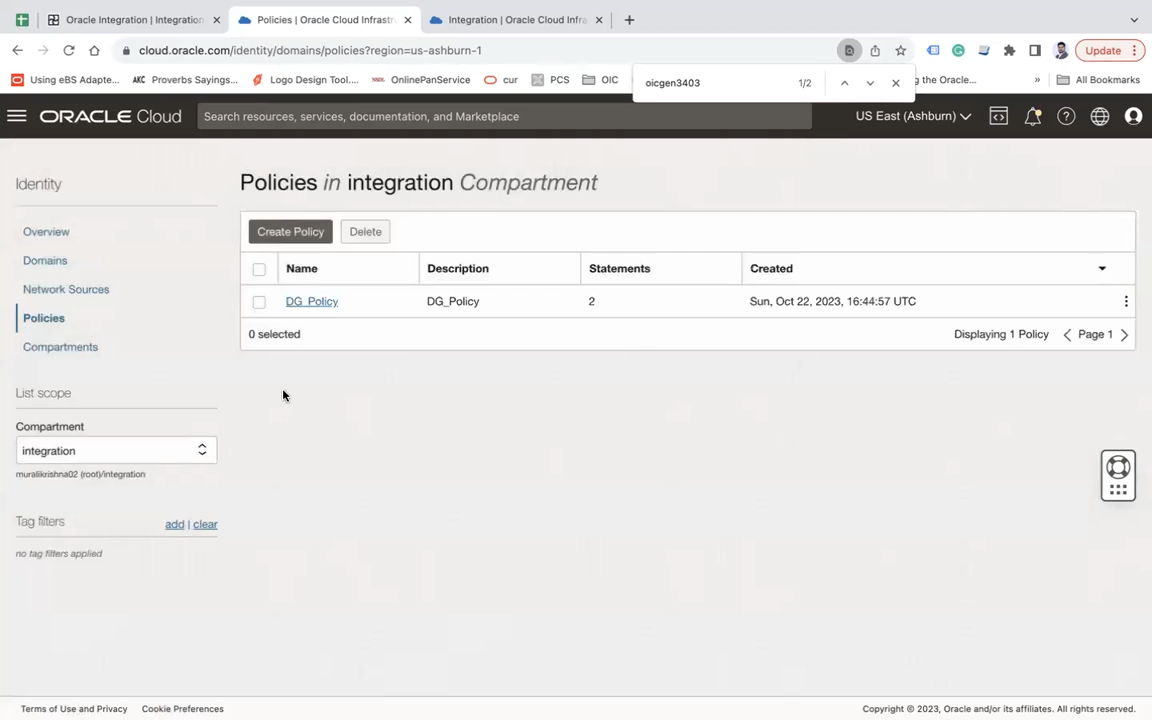 Oracle Integration | Integration
Policies | Oracle Cloud Infrastr
Integration | Oracle Cloud Infra
cloud.oracle.com/identity/domains/policies?region=us-ashburn-1
Update
Using eBS Adapte...
AKC Proverbs Sayings...
Logo Design Tool....
OnlinePanService
cur
PCS
OIC
g the Oracle...
»
All Bookmarks
oicgen3403
1/2
ORACLE Cloud
Search resources, services, documentation, and Marketplace
US East (Ashburn)
Identity
Overview
Domains
Network Sources
Policies
Compartments
List scope
Compartment
integration
muralikrishna02 (root)/integration
Tag filters
add | clear
no tag filters applied
Policies in integration Compartment
Create Policy
Delete
Name Description Statements Created
DG_Policy DG_Policy 2 Sun, Oct 22, 2023, 16:44:57 UTC
0 selected
Displaying 1 Policy
Page 1
Terms of Use and Privacy
Cookie Preferences
Copyright © 2023, Oracle and/or its affiliates. All rights reserved.